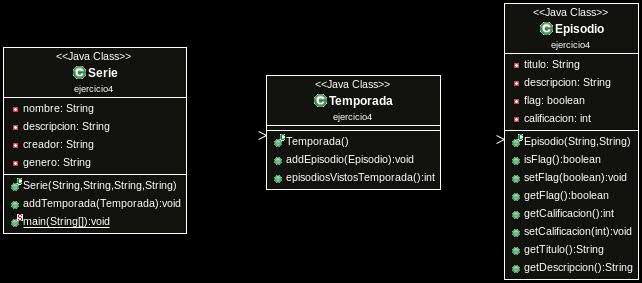 <<Java Class>>
Serie
ejercicio4
nombre: String
descripcion: String
creador: String
genero: String
Serie(String,String,String,String)
addTemporada(Temporada):void
main(String[]):void
<<Java Class>>
Temporada
ejercicio4
Temporada()
addEpisodio(Episodio):void
episodiosVistosTemporada():int
<<Java Class>>
Episodio
ejercicio4
titulo: String
descripcion: String
flag: boolean
calificacion: int
Episodio(String,String)
isFlag():boolean
setFlag(boolean):void
getFlag():boolean
getCalificacion():int
setCalificacion(int):void
getTitulo():String
getDescripcion():String